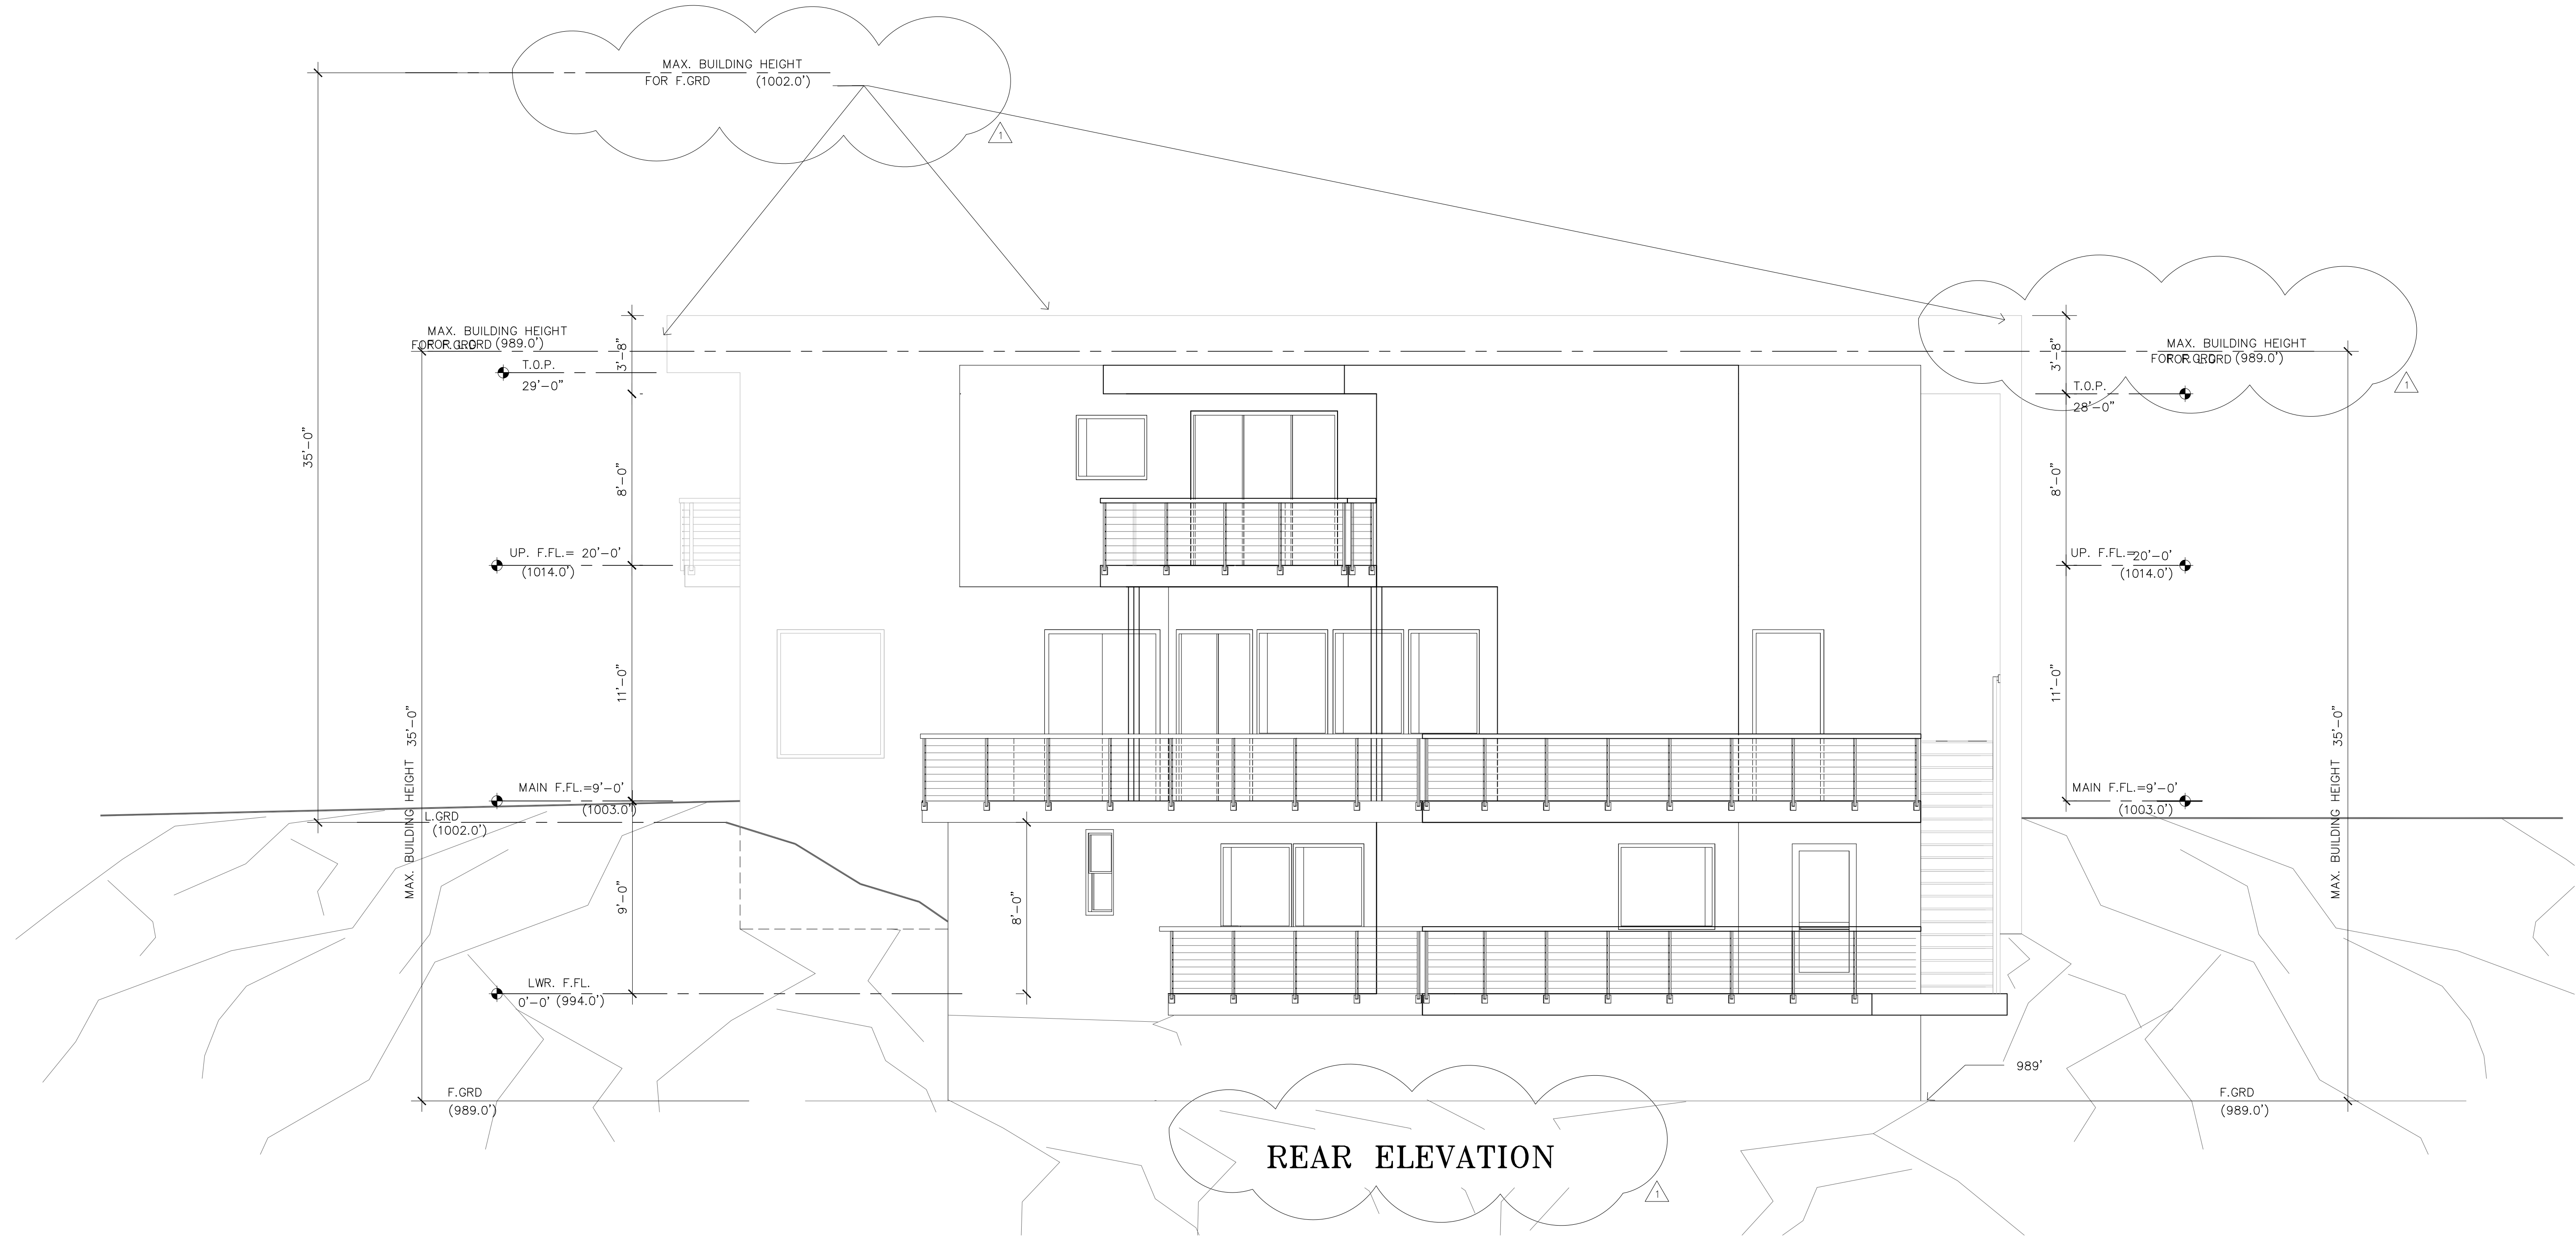 MAX. BUILDING HEIGHT
FOR F.GRD (1002.0')
1
MAX. BUILDING HEIGHT
(989.0')
T.O.P.
29'-0"
3'-8"
8'-0"
35'-0"
UP. F.FL.= 20'-0'
(1014.0')
11'-0"
MAX. BUILDING HEIGHT 35'-0"
MAIN F.FL.=9'-0'
(1003.0')
L.GRD
(1002.0')
9'-0"
8'-0"
LWR. F.FL.
0'-0' (994.0')
F.GRD
(989.0')
MAX. BUILDING HEIGHT
(989.0')
1
3'-8"
T.O.P.
28'-0"
8'-0"
UP. F.FL.=20'-0'
(1014.0')
11'-0"
MAX. BUILDING HEIGHT 35'-0"
MAIN F.FL.=9'-0'
(1003.0')
989'
F.GRD
(989.0')
REAR ELEVATION
1